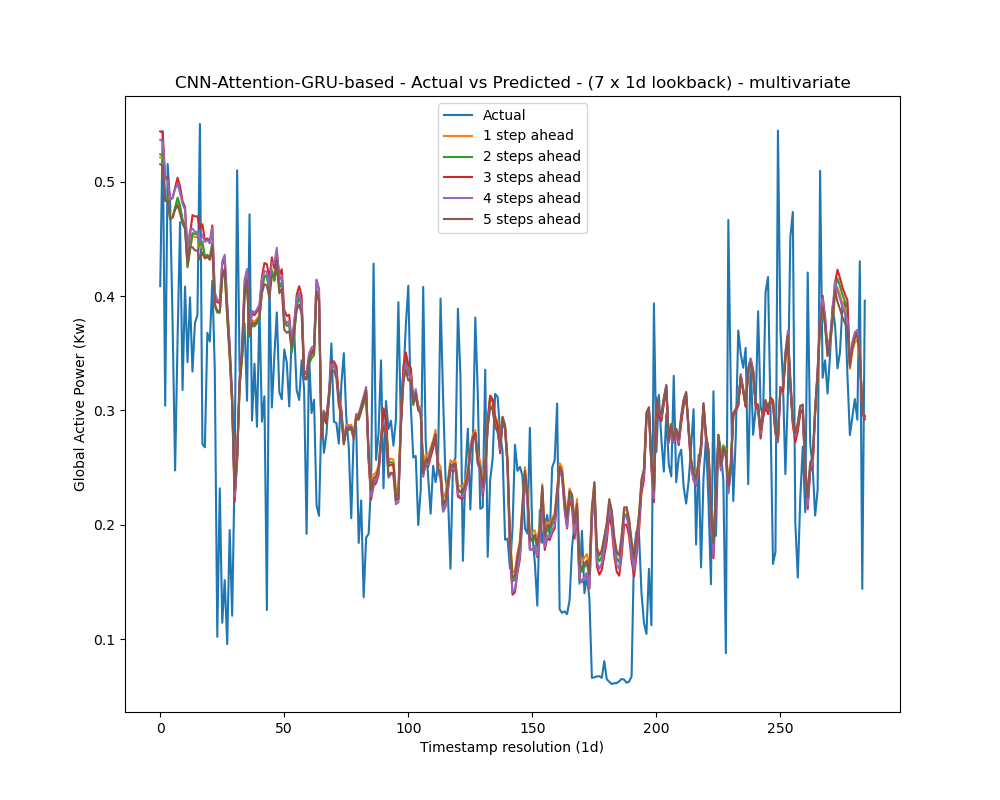 CNN-Attention-GRU-based - Actual vs Predicted - (7 x 1d lookback) - multivariate
Actual
1 step ahead
2 steps ahead
3 steps ahead
4 steps ahead
5 steps ahead
0.5
0.4
0.3
0.2
0.1
Global Active Power (Kw)
0 50 100 150 200 250
Timestamp resolution (1d)